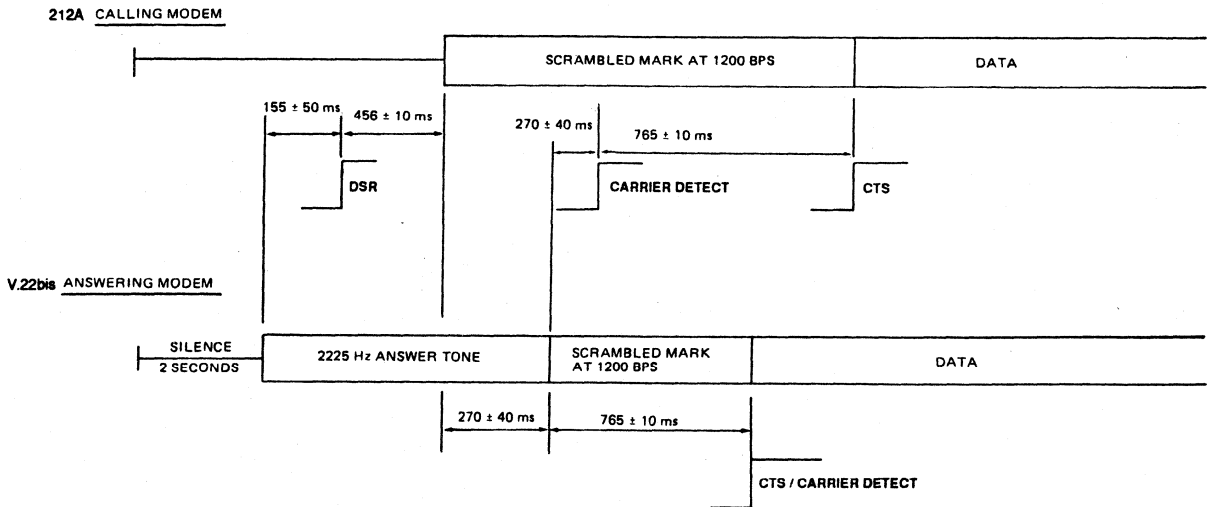 212A CALLING MODEM
SCRAMBLED MARK AT 1200 BPS
DATA
155 ± 50 ms
456 ± 10 ms
270 ± 40 ms
765 ± 10 ms
DSR
CARRIER DETECT
CTS
V.22bis ANSWERING MODEM
SILENCE
2 SECONDS
2225 Hz ANSWER TONE
SCRAMBLED MARK
AT 1200 BPS
DATA
270 ± 40 ms
765 ± 10 ms
CTS / CARRIER DETECT